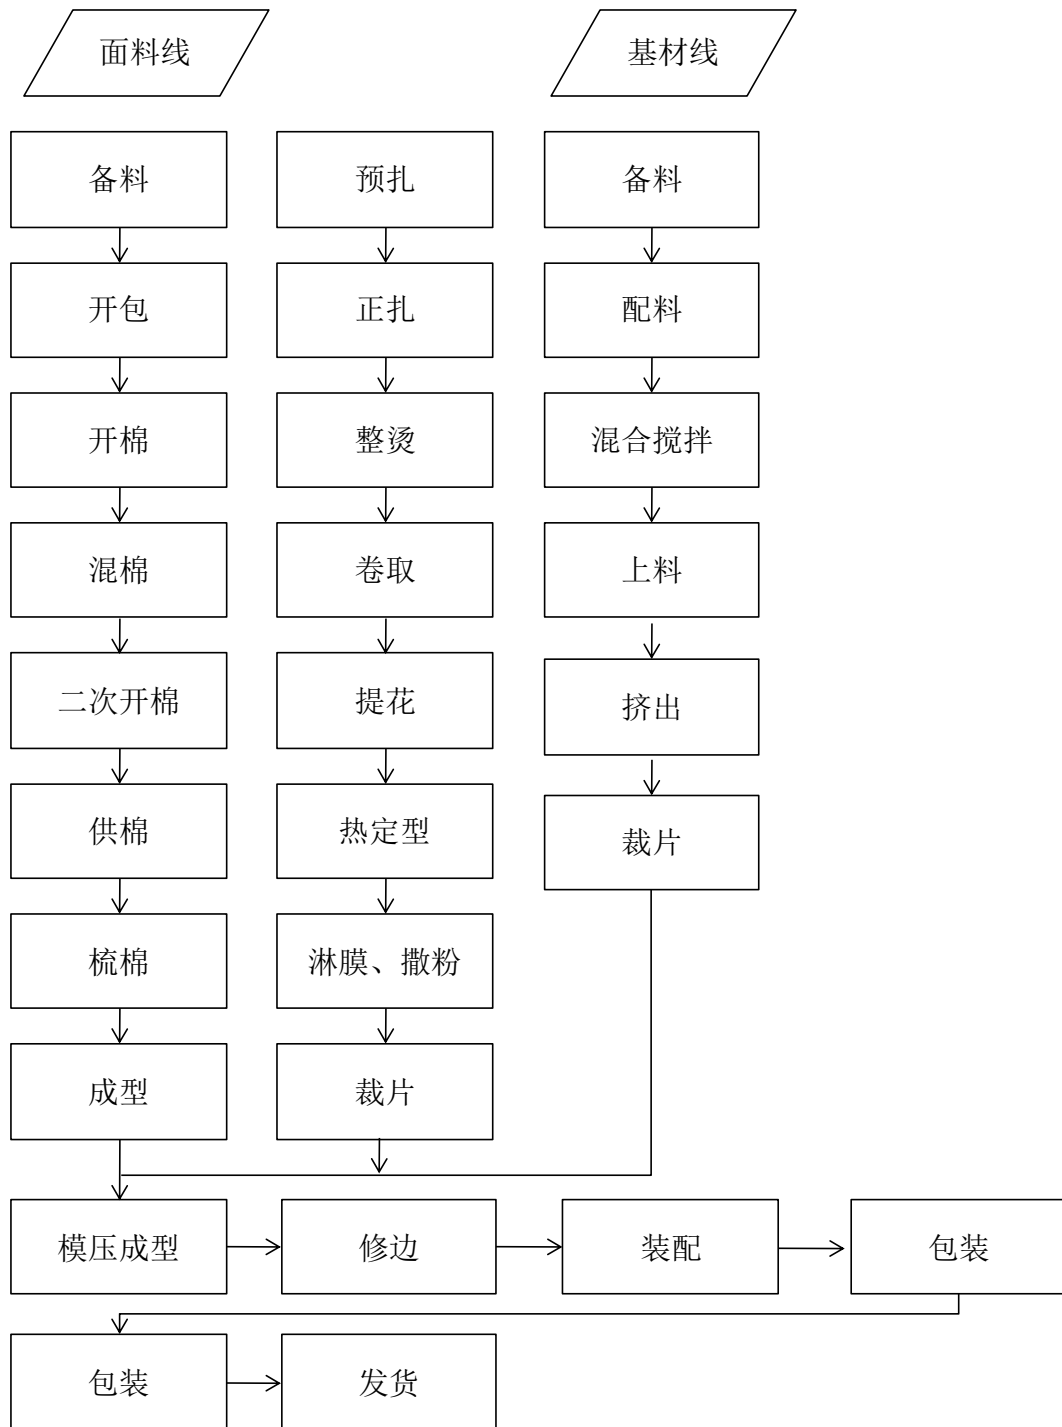 面料线
基材线
备料
开包
开棉
混棉
二次开棉
供棉
梳棉
成型
预扎
正扎
整烫
卷取
提花
热定型
淋膜、撒粉
裁片
备料
配料
混合搅拌
上料
挤出
裁片
模压成型
修边
装配
包装
包装
发货